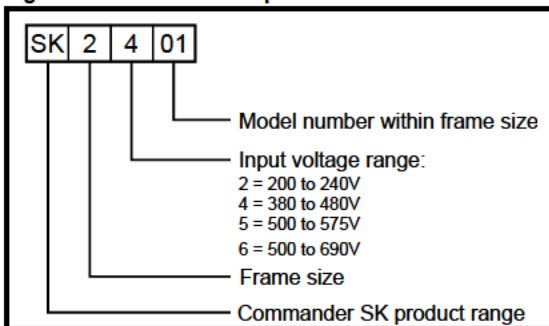 SK 2 4 01
Model number within frame size
Input voltage range:
2 = 200 to 240V
4 = 380 to 480V
5 = 500 to 575V
6 = 500 to 690V
Frame size
Commander SK product range